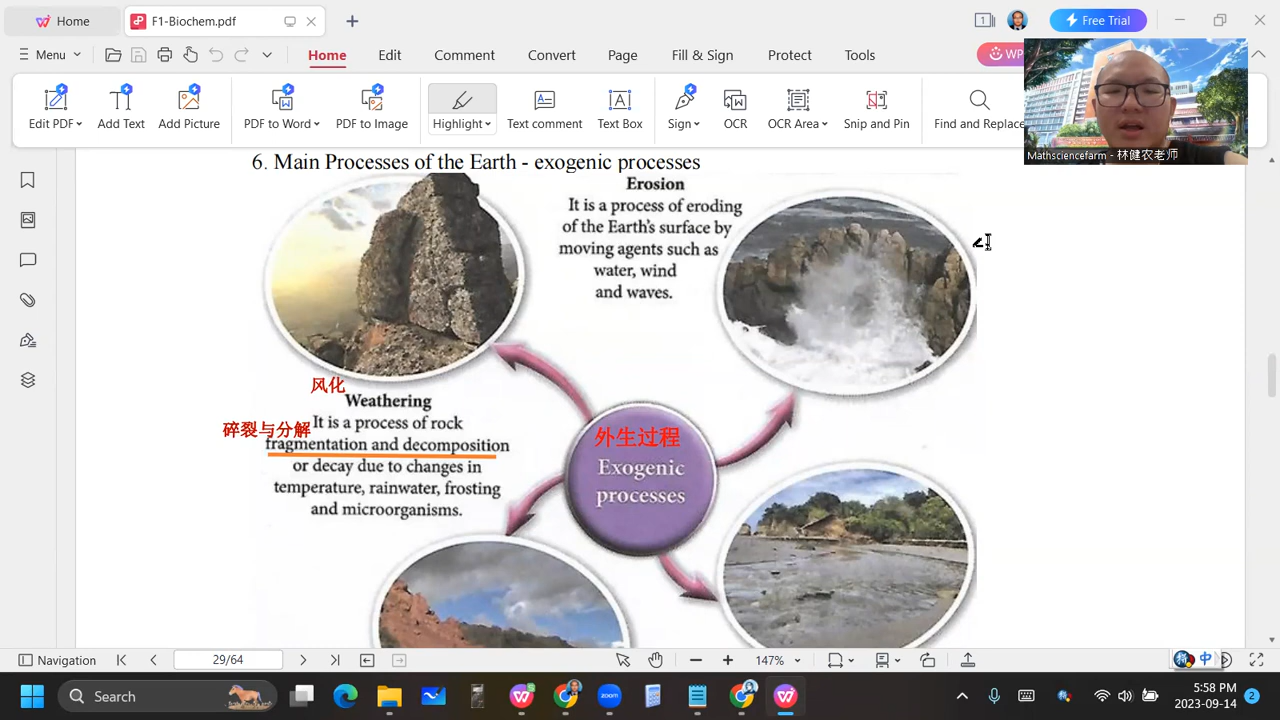 Home
F1-Biochem.pdf
1
Free Trial
Menu
Home
Edit
Comment
Convert
Page
Fill & Sign
Protect
Tools
WP
Edit PDF
Add Text
Add Picture
PDF to Word
PDF to Image
Highlight
Text comment
Text Box
Sign
OCR
OCR Area
Snip and Pin
Find and Replace
Mathsciencefarm - 林健农老师
6. Main Processes of the Earth - exogenic processes
Erosion
It is a process of eroding
of the Earth's surface by
moving agents such as
water, wind
and waves.
风化
Weathering
碎裂与分解
It is a process of rock
fragmentation and decomposition
or decay due to changes in
temperature, rainwater, frosting
and microorganisms.
外生过程
Exogenic
processes
Navigation
29/64
147%
中
Search
5:58 PM
2023-09-14
2